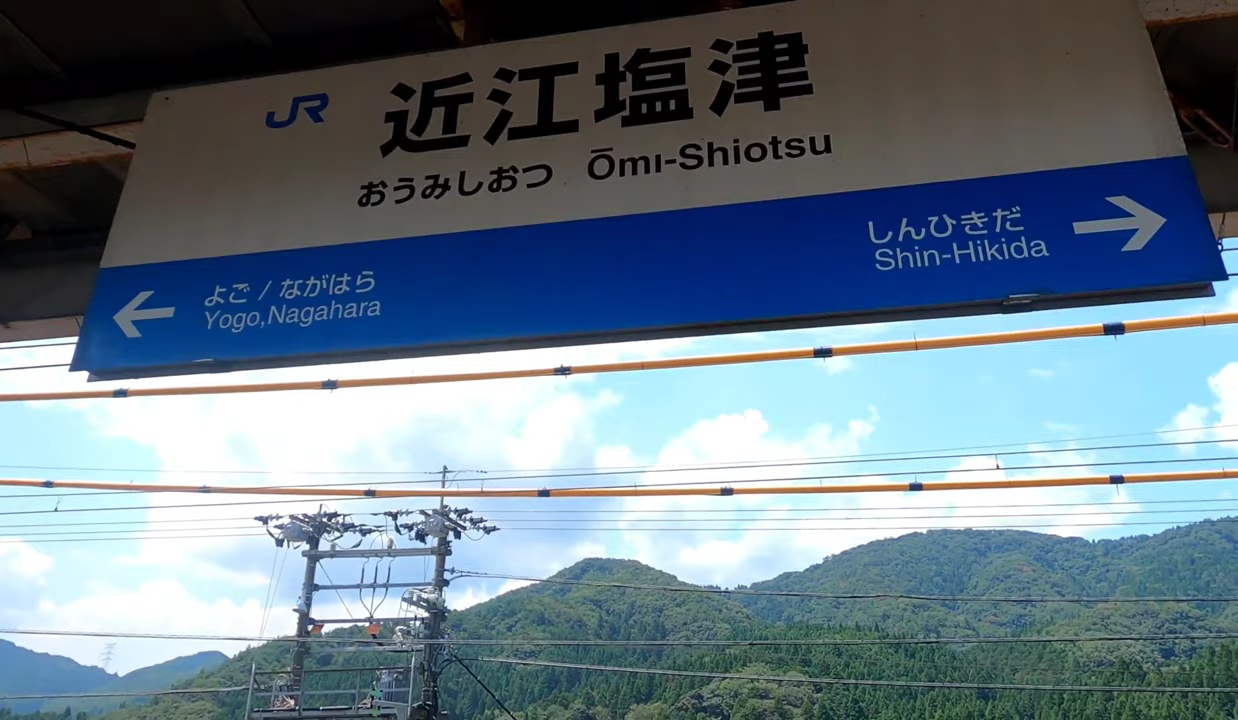 JR 近江塩津
おうみしおつ Ōmı-Shiotsu
よご / ながはら
Yogo,Nagahara
しんひきだ
Shin-Hikida